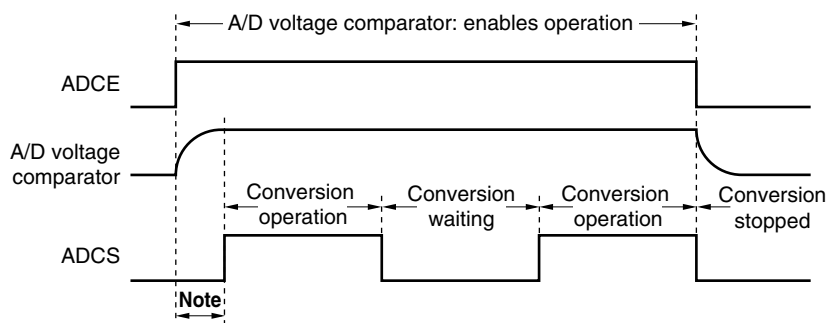 A/D voltage comparator: enables operation
ADCE
A/D voltage
comparator
Conversion
operation
Conversion
waiting
Conversion
operation
Conversion
stopped
ADCS
Note